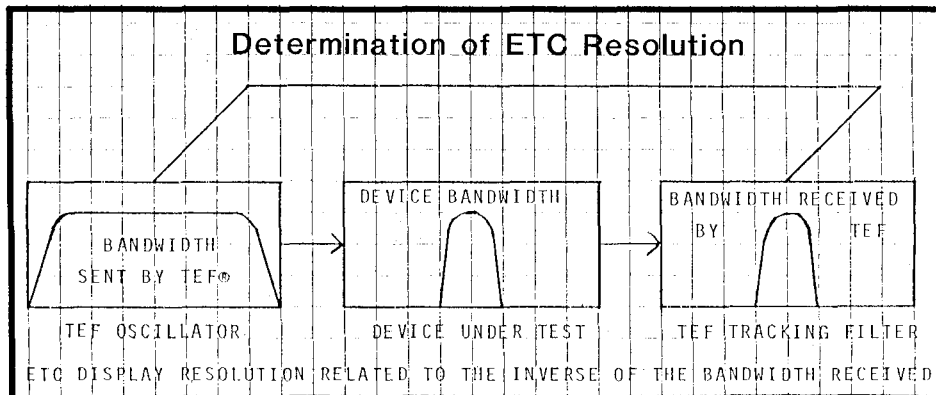 Determination of ETC Resolution
BANDWIDTH
SENT BY TEF®
TEF OSCILLATOR
DEVICE BANDWIDTH
DEVICE UNDER TEST
BANDWIDTH RECEIVED
BY TEF
TEF TRACKING FILTER
ETC DISPLAY RESOLUTION RELATED TO THE INVERSE OF THE BANDWIDTH RECEIVED